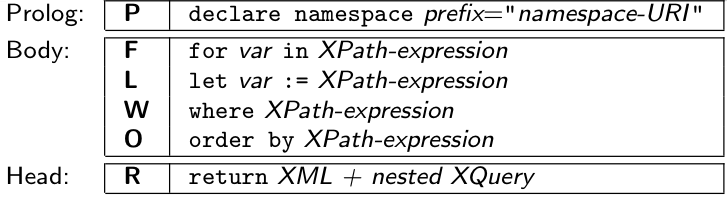 Prolog: P declare namespace prefix="namespace-URI"
Body: F for var in XPath-expression
L let var := XPath-expression
W where XPath-expression
O order by XPath-expression
Head: R return XML + nested XQuery